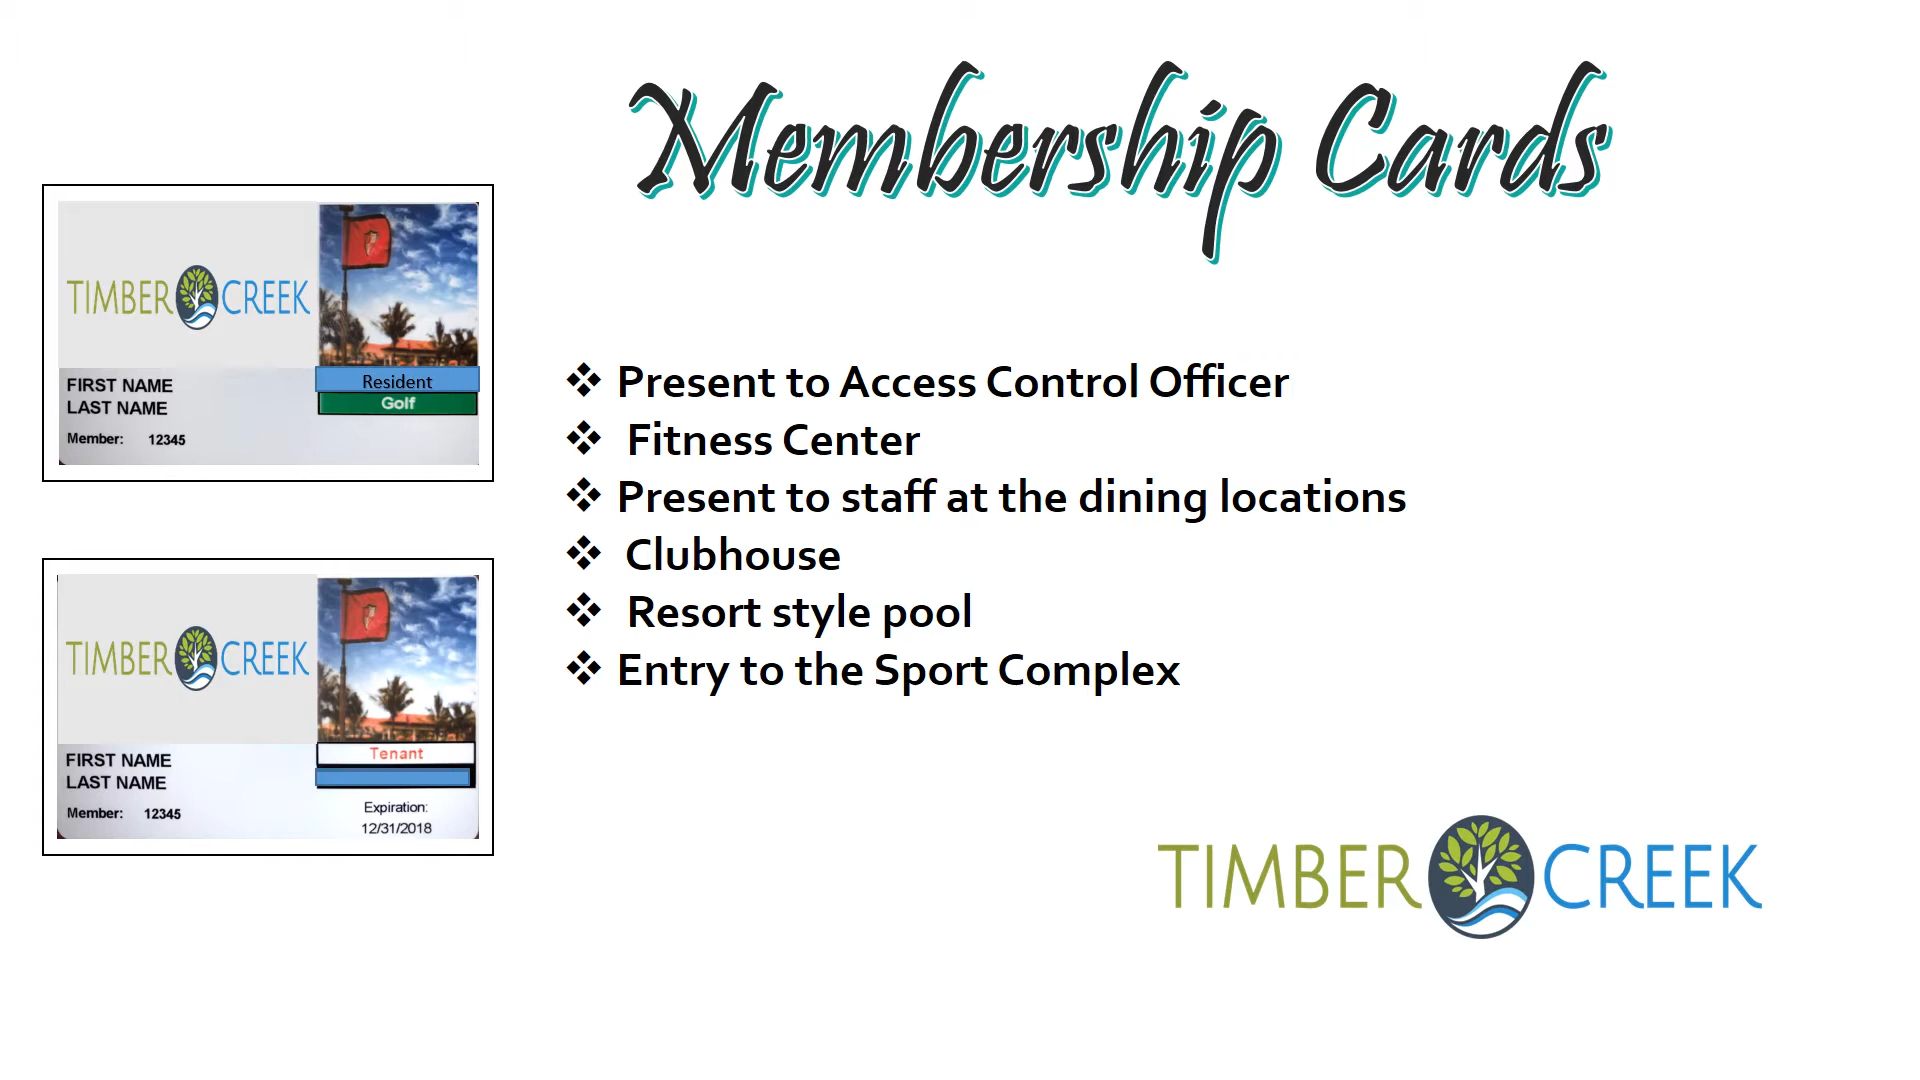 Membership Cards
TIMBER CREEK
Resident
Golf
FIRST NAME
LAST NAME
Member: 12345
TIMBER CREEK
Tenant
FIRST NAME
LAST NAME
Member: 12345
Expiration:
12/31/2018
❖ Present to Access Control Officer
❖ Fitness Center
❖ Present to staff at the dining locations
❖ Clubhouse
❖ Resort style pool
❖ Entry to the Sport Complex
TIMBER CREEK